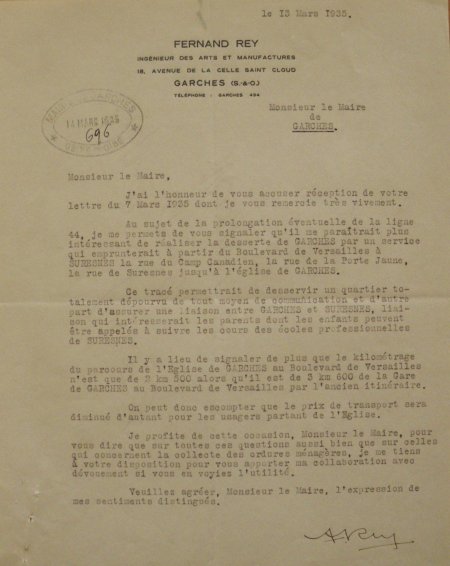 le 13 Mars 1935.
FERNAND REY
INGÉNIEUR DES ARTS ET MANUFACTURES
18, AVENUE DE LA CELLE SAINT CLOUD
GARCHES (S.-&-O.)
TÉLÉPHONE : GARCHES 494
MAIRIE DE GARCHES
14 MARS 1935
696
SEINE-&-OISE
Monsieur le Maire
de
GARCHES.
Monsieur le Maire,
J'ai l'honneur de vous accuser réception de votre
lettre du 7 Mars 1935 dont je vous remercie très vivement.
Au sujet de la prolongation éventuelle de la ligne
44, je me permets de vous signaler qu'il me paraîtrait plus
intéressant de réaliser la desserte de GARCHES par un service
qui emprunterait à partir du Boulevard de Versailles à
SURESNES la rue du Camp Canadien, la rue de la Porte Jaune,
la rue de Suresnes jusqu'à l'église de GARCHES.
Ce tracé permettrait de desservir un quartier to-
talement dépourvu de tout moyen de communication et d'autre
part d'assurer une liaison entre GARCHES et SURESNES, liai-
son qui intéresserait les parents dont les enfants peuvent
être appelés à suivre les cours des écoles professionnelles
de SURESNES.
Il y a lieu de signaler de plus que le kilométrage
du parcours de l'Eglise de GARCHES au Boulevard de Versailles
n'est que de 2 km 500 alors qu'il est de 3 km 600 de la Gare
de GARCHES au Boulevard de Versailles par l'ancien itinéraire.
On peut donc escompter que le prix de transport sera
diminué d'autant pour les usagers partant de l'Eglise.
Je profite de cette occasion, Monsieur le Maire, pour
vous dire que sur toutes ces questions aussi bien que sur celles
qui concernent la collecte des ordures ménagères, je me tiens
à votre disposition pour vous apporter ma collaboration avec
dévouement si vous en voyiez l'utilité.
Veuillez agréer, Monsieur le Maire, l'expression de
mes sentiments distingués.